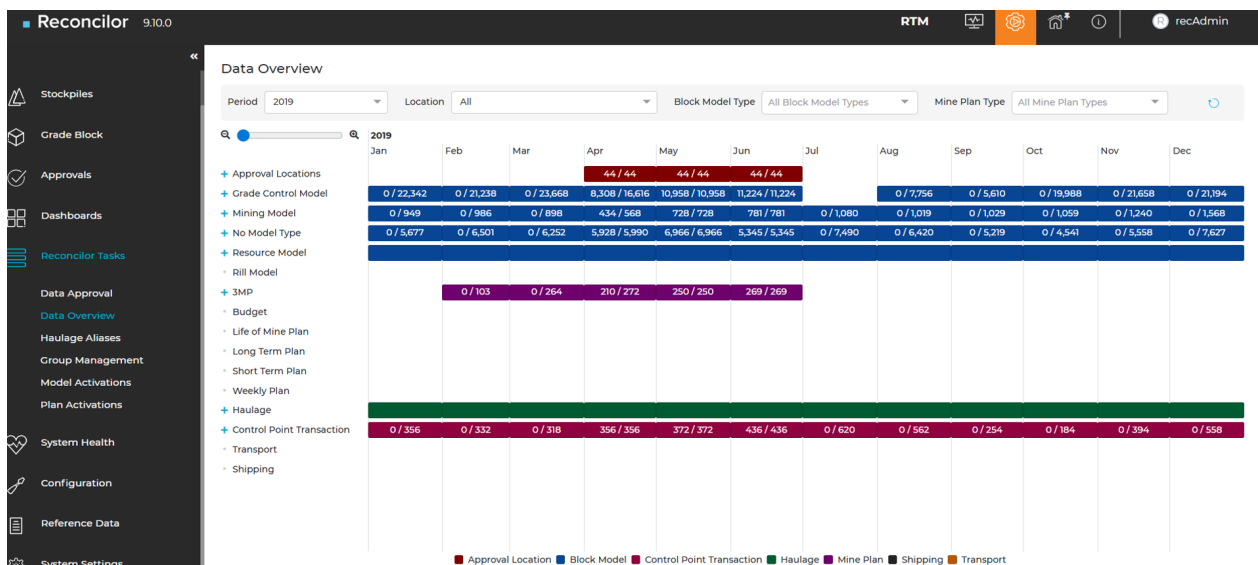 Reconcilor 9.10.0
RTM
R recAdmin
«
Stockpiles
Grade Block
Approvals
Dashboards
Reconcilor Tasks
Data Approval
Data Overview
Haulage Aliases
Group Management
Model Activations
Plan Activations
System Health
Configuration
Reference Data
System Settings
Data Overview
Period 2019 Location All Block Model Type All Block Model Types Mine Plan Type All Mine Plan Types
2019
Jan Feb Mar Apr May Jun Jul Aug Sep Oct Nov Dec
+ Approval Locations 44 / 44 44 / 44 44 / 44
+ Grade Control Model 0 / 22,342 0 / 21,238 0 / 23,668 8,308 / 16,616 10,958 / 10,958 11,224 / 11,224 0 / 7,756 0 / 5,610 0 / 19,988 0 / 21,658 0 / 21,194
+ Mining Model 0 / 949 0 / 986 0 / 898 434 / 568 728 / 728 781 / 781 0 / 1,080 0 / 1,019 0 / 1,029 0 / 1,059 0 / 1,240 0 / 1,568
+ No Model Type 0 / 5,677 0 / 6,501 0 / 6,252 5,928 / 5,990 6,966 / 6,966 5,345 / 5,345 0 / 7,490 0 / 6,420 0 / 5,219 0 / 4,541 0 / 5,558 0 / 7,627
+ Resource Model
Rill Model
+ 3MP 0 / 103 0 / 264 210 / 272 250 / 250 269 / 269
Budget
Life of Mine Plan
Long Term Plan
Short Term Plan
Weekly Plan
+ Haulage
+ Control Point Transaction 0 / 356 0 / 332 0 / 318 356 / 356 372 / 372 436 / 436 0 / 620 0 / 562 0 / 254 0 / 184 0 / 394 0 / 558
Transport
Shipping
Approval Location Block Model Control Point Transaction Haulage Mine Plan Shipping Transport